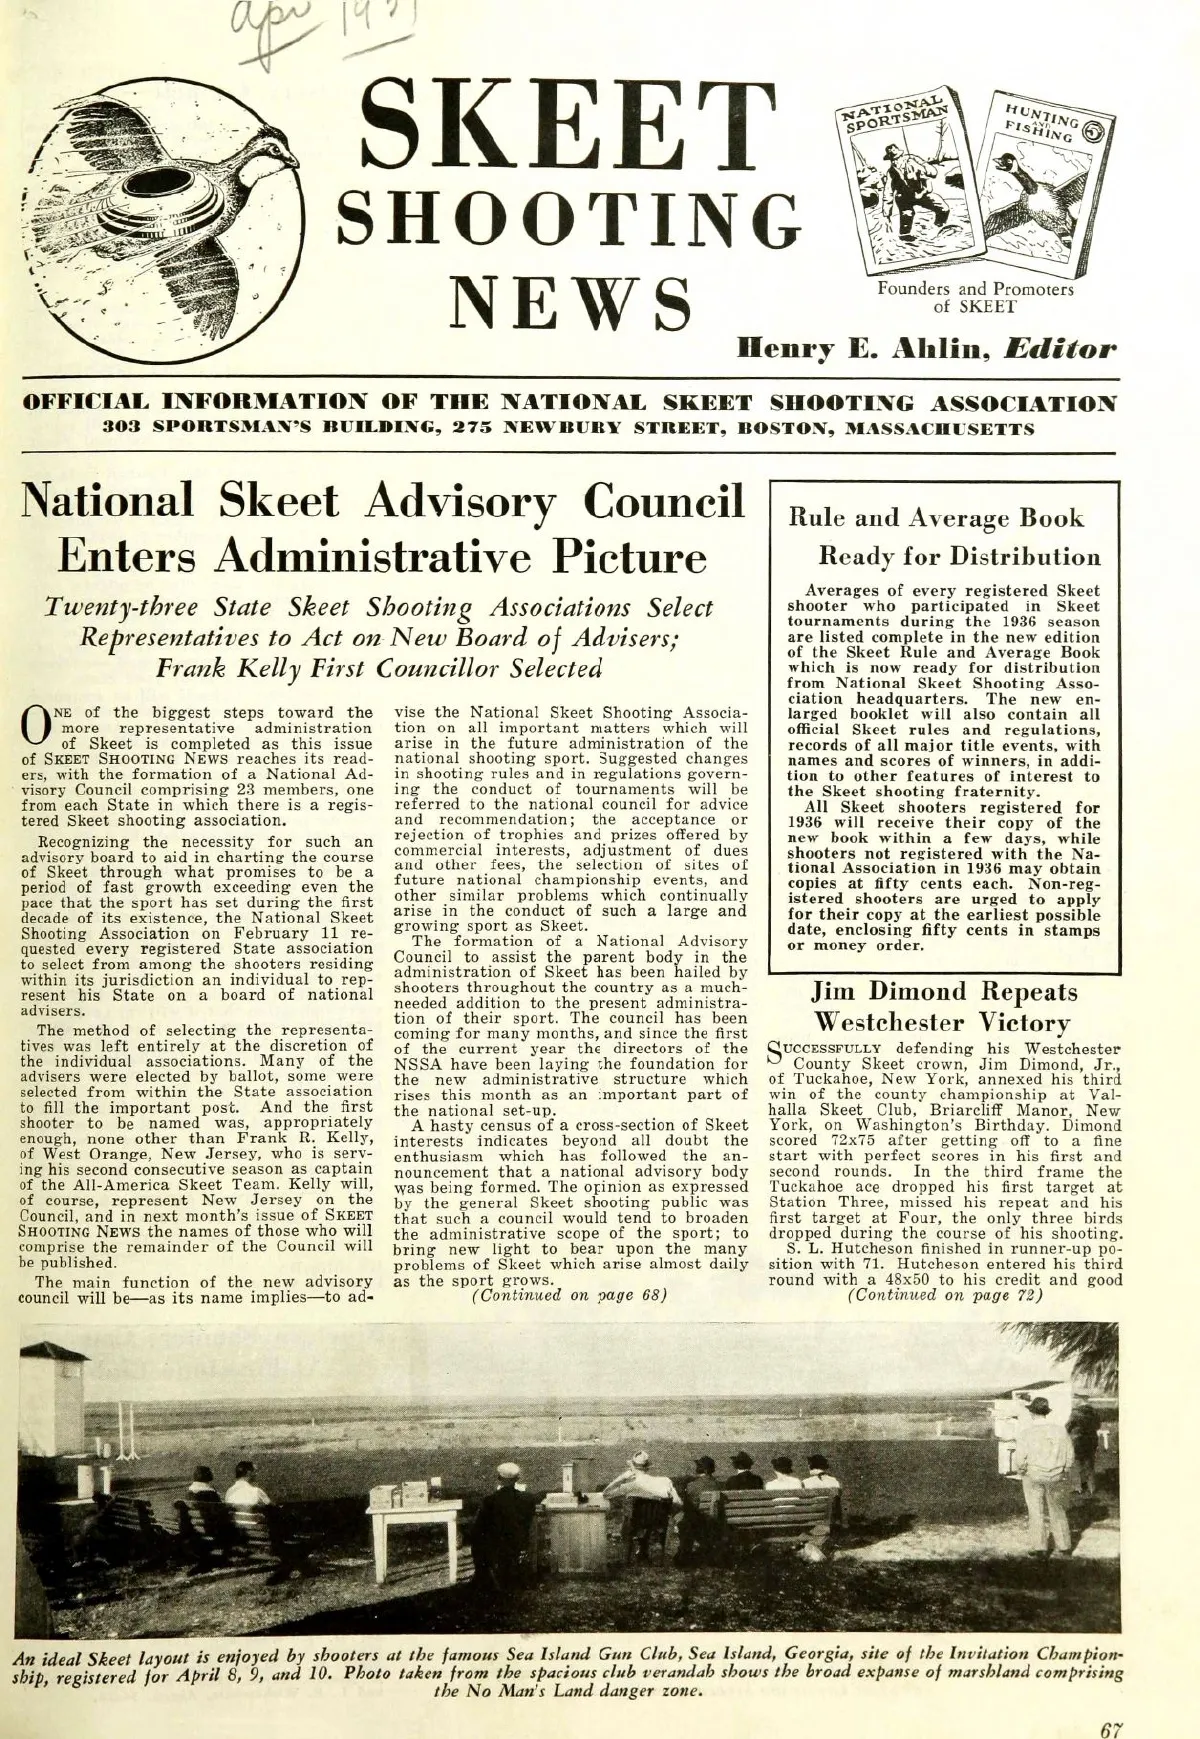 Apr 1937
SKEET
SHOOTING
NEWS
NATIONAL
SPORTSMAN
HUNTING
AND
FISHING
5¢
Founders and Promoters
of SKEET
Henry E. Ahlin, Editor
OFFICIAL INFORMATION OF THE NATIONAL SKEET SHOOTING ASSOCIATION
303 SPORTSMAN'S BUILDING, 275 NEWBURY STREET, BOSTON, MASSACHUSETTS
National Skeet Advisory Council
Enters Administrative Picture
Twenty-three State Skeet Shooting Associations Select
Representatives to Act on New Board of Advisers;
Frank Kelly First Councillor Selected
ONE of the biggest steps toward the
more representative administration
of Skeet is completed as this issue
of SKEET SHOOTING NEWS reaches its read-
ers, with the formation of a National Ad-
visory Council comprising 23 members, one
from each State in which there is a regis-
tered Skeet shooting association.
Recognizing the necessity for such an
advisory board to aid in charting the course
of Skeet through what promises to be a
period of fast growth exceeding even the
pace that the sport has set during the first
decade of its existence, the National Skeet
Shooting Association on February 11 re-
quested every registered State association
to select from among the shooters residing
within its jurisdiction an individual to rep-
resent his State on a board of national
advisers.
The method of selecting the representa-
tives was left entirely at the discretion of
the individual associations. Many of the
advisers were elected by ballot, some were
selected from within the State association
to fill the important post. And the first
shooter to be named was, appropriately
enough, none other than Frank R. Kelly,
of West Orange, New Jersey, who is serv-
ing his second consecutive season as captain
of the All-America Skeet Team. Kelly will,
of course, represent New Jersey on the
Council, and in next month's issue of SKEET
SHOOTING NEWS the names of those who will
comprise the remainder of the Council will
be published.
The main function of the new advisory
council will be—as its name implies—to ad-
vise the National Skeet Shooting Associa-
tion on all important matters which will
arise in the future administration of the
national shooting sport. Suggested changes
in shooting rules and in regulations govern-
ing the conduct of tournaments will be
referred to the national council for advice
and recommendation; the acceptance or
rejection of trophies and prizes offered by
commercial interests, adjustment of dues
and other fees, the selection of sites of
future national championship events, and
other similar problems which continually
arise in the conduct of such a large and
growing sport as Skeet.
The formation of a National Advisory
Council to assist the parent body in the
administration of Skeet has been hailed by
shooters throughout the country as a much-
needed addition to the present administra-
tion of their sport. The council has been
coming for many months, and since the first
of the current year the directors of the
NSSA have been laying the foundation for
the new administrative structure which
rises this month as an important part of
the national set-up.
A hasty census of a cross-section of Skeet
interests indicates beyond all doubt the
enthusiasm which has followed the an-
nouncement that a national advisory body
was being formed. The opinion as expressed
by the general Skeet shooting public was
that such a council would tend to broaden
the administrative scope of the sport; to
bring new light to bear upon the many
problems of Skeet which arise almost daily
as the sport grows.
(Continued on page 68)
Rule and Average Book
Ready for Distribution
Averages of every registered Skeet
shooter who participated in Skeet
tournaments during the 1936 season
are listed complete in the new edition
of the Skeet Rule and Average Book
which is now ready for distribution
from National Skeet Shooting Asso-
ciation headquarters. The new en-
larged booklet will also contain all
official Skeet rules and regulations,
records of all major title events, with
names and scores of winners, in addi-
tion to other features of interest to
the Skeet shooting fraternity.
All Skeet shooters registered for
1936 will receive their copy of the
new book within a few days, while
shooters not registered with the Na-
tional Association in 1936 may obtain
copies at fifty cents each. Non-reg-
istered shooters are urged to apply
for their copy at the earliest possible
date, enclosing fifty cents in stamps
or money order.
Jim Dimond Repeats
Westchester Victory
SUCCESSFULLY defending his Westchester
County Skeet crown, Jim Dimond, Jr.,
of Tuckahoe, New York, annexed his third
win of the county championship at Val-
halla Skeet Club, Briarcliff Manor, New
York, on Washington's Birthday. Dimond
scored 72x75 after getting off to a fine
start with perfect scores in his first and
second rounds. In the third frame the
Tuckahoe ace dropped his first target at
Station Three, missed his repeat and his
first target at Four, the only three birds
dropped during the course of his shooting.
S. L. Hutcheson finished in runner-up po-
sition with 71. Hutcheson entered his third
round with a 48x50 to his credit and good
(Continued on page 72)
An ideal Skeet layout is enjoyed by shooters at the famous Sea Island Gun Club, Sea Island, Georgia, site of the Invitation Champion-
ship, registered for April 8, 9, and 10. Photo taken from the spacious club verandah shows the broad expanse of marshland comprising
the No Man's Land danger zone.
67